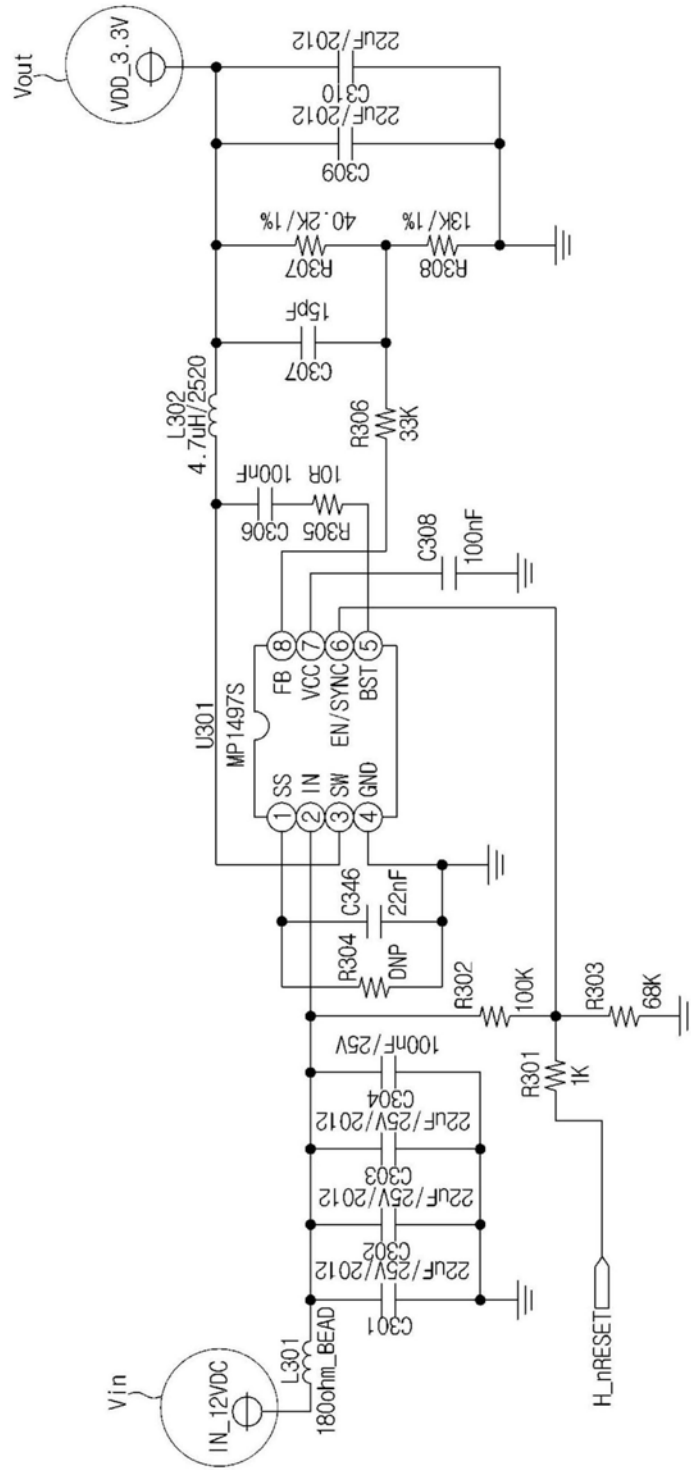 Vin
IN_12VDC
L301
180ohm_BEAD
C301
22uF/25V/2012
C302
22uF/25V/2012
C303
22uF/25V/2012
C304
100nF/25V
H_nRESET
R301
1K
R302
100K
R303
68K
R304
DNP
C346
22nF
U301
MP1497S
1
SS
2
IN
3
SW
4
GND
8
FB
7
VCC
6
EN/SYNC
5
BST
C306
100nF
R305
10R
C308
100nF
L302
4.7uH/2520
R306
33K
C307
15pF
R307
40.2K/1%
R308
13K/1%
C309
22uF/2012
C310
22uF/2012
VDD_3.3V
Vout